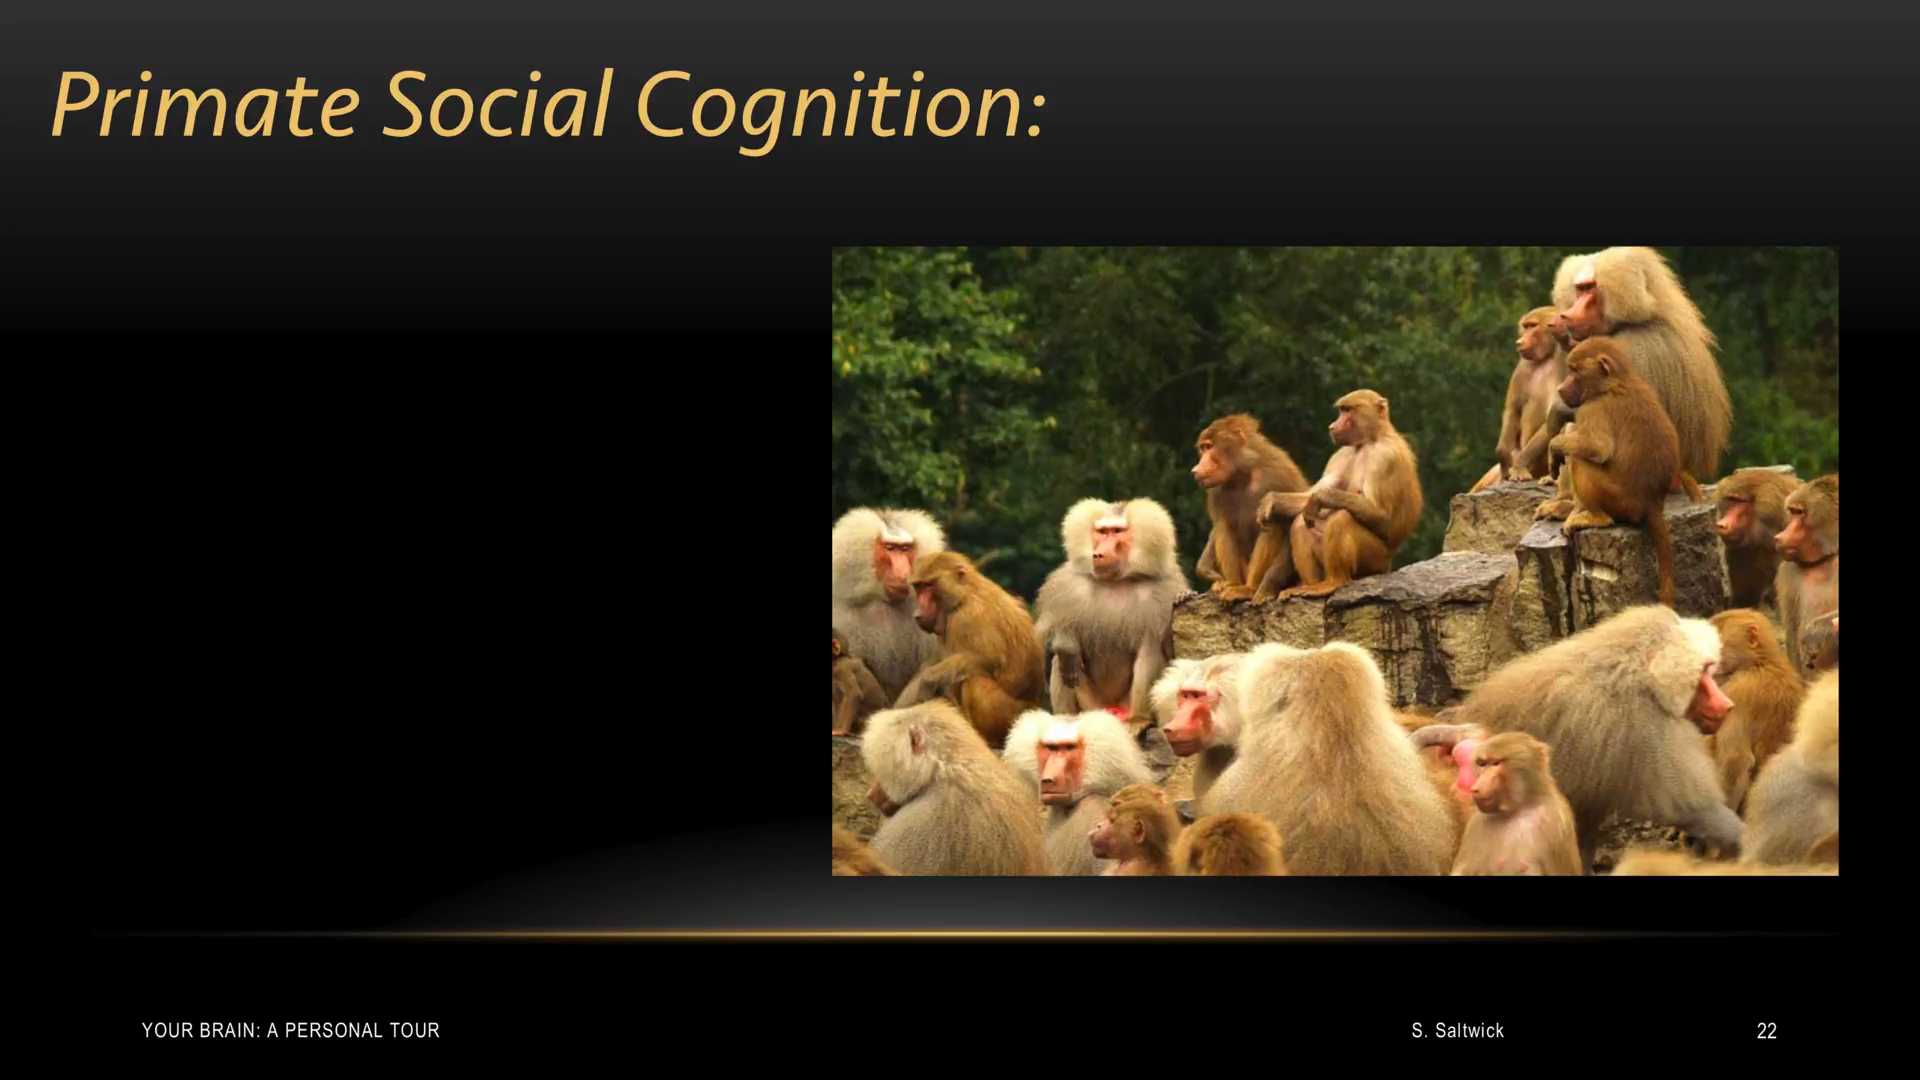 Primate Social Cognition:
YOUR BRAIN: A PERSONAL TOUR
S. Saltwick
22